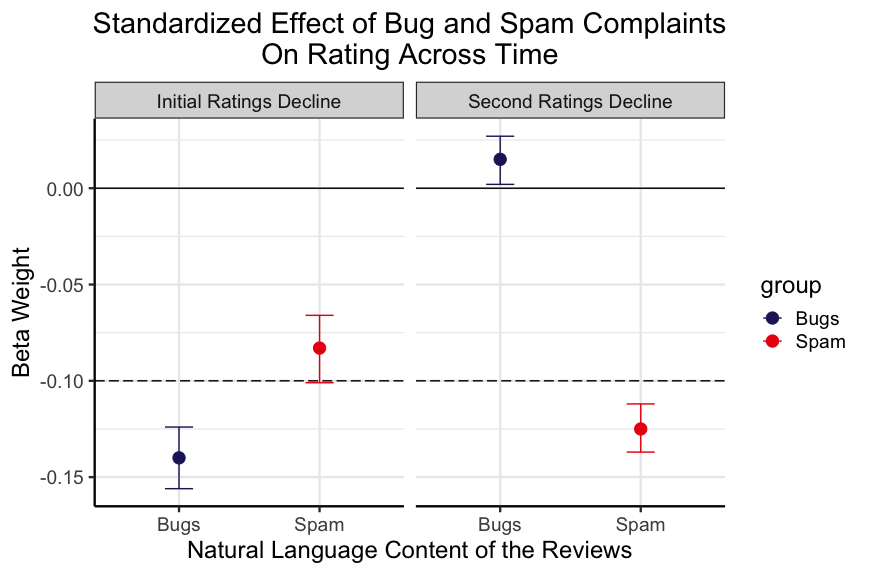 Standardized Effect of Bug and Spam Complaints
On Rating Across Time
Initial Ratings Decline
Second Ratings Decline
Beta Weight
0.00
-0.05
-0.10
-0.15
Bugs
Spam
Bugs
Spam
Natural Language Content of the Reviews
group
Bugs
Spam